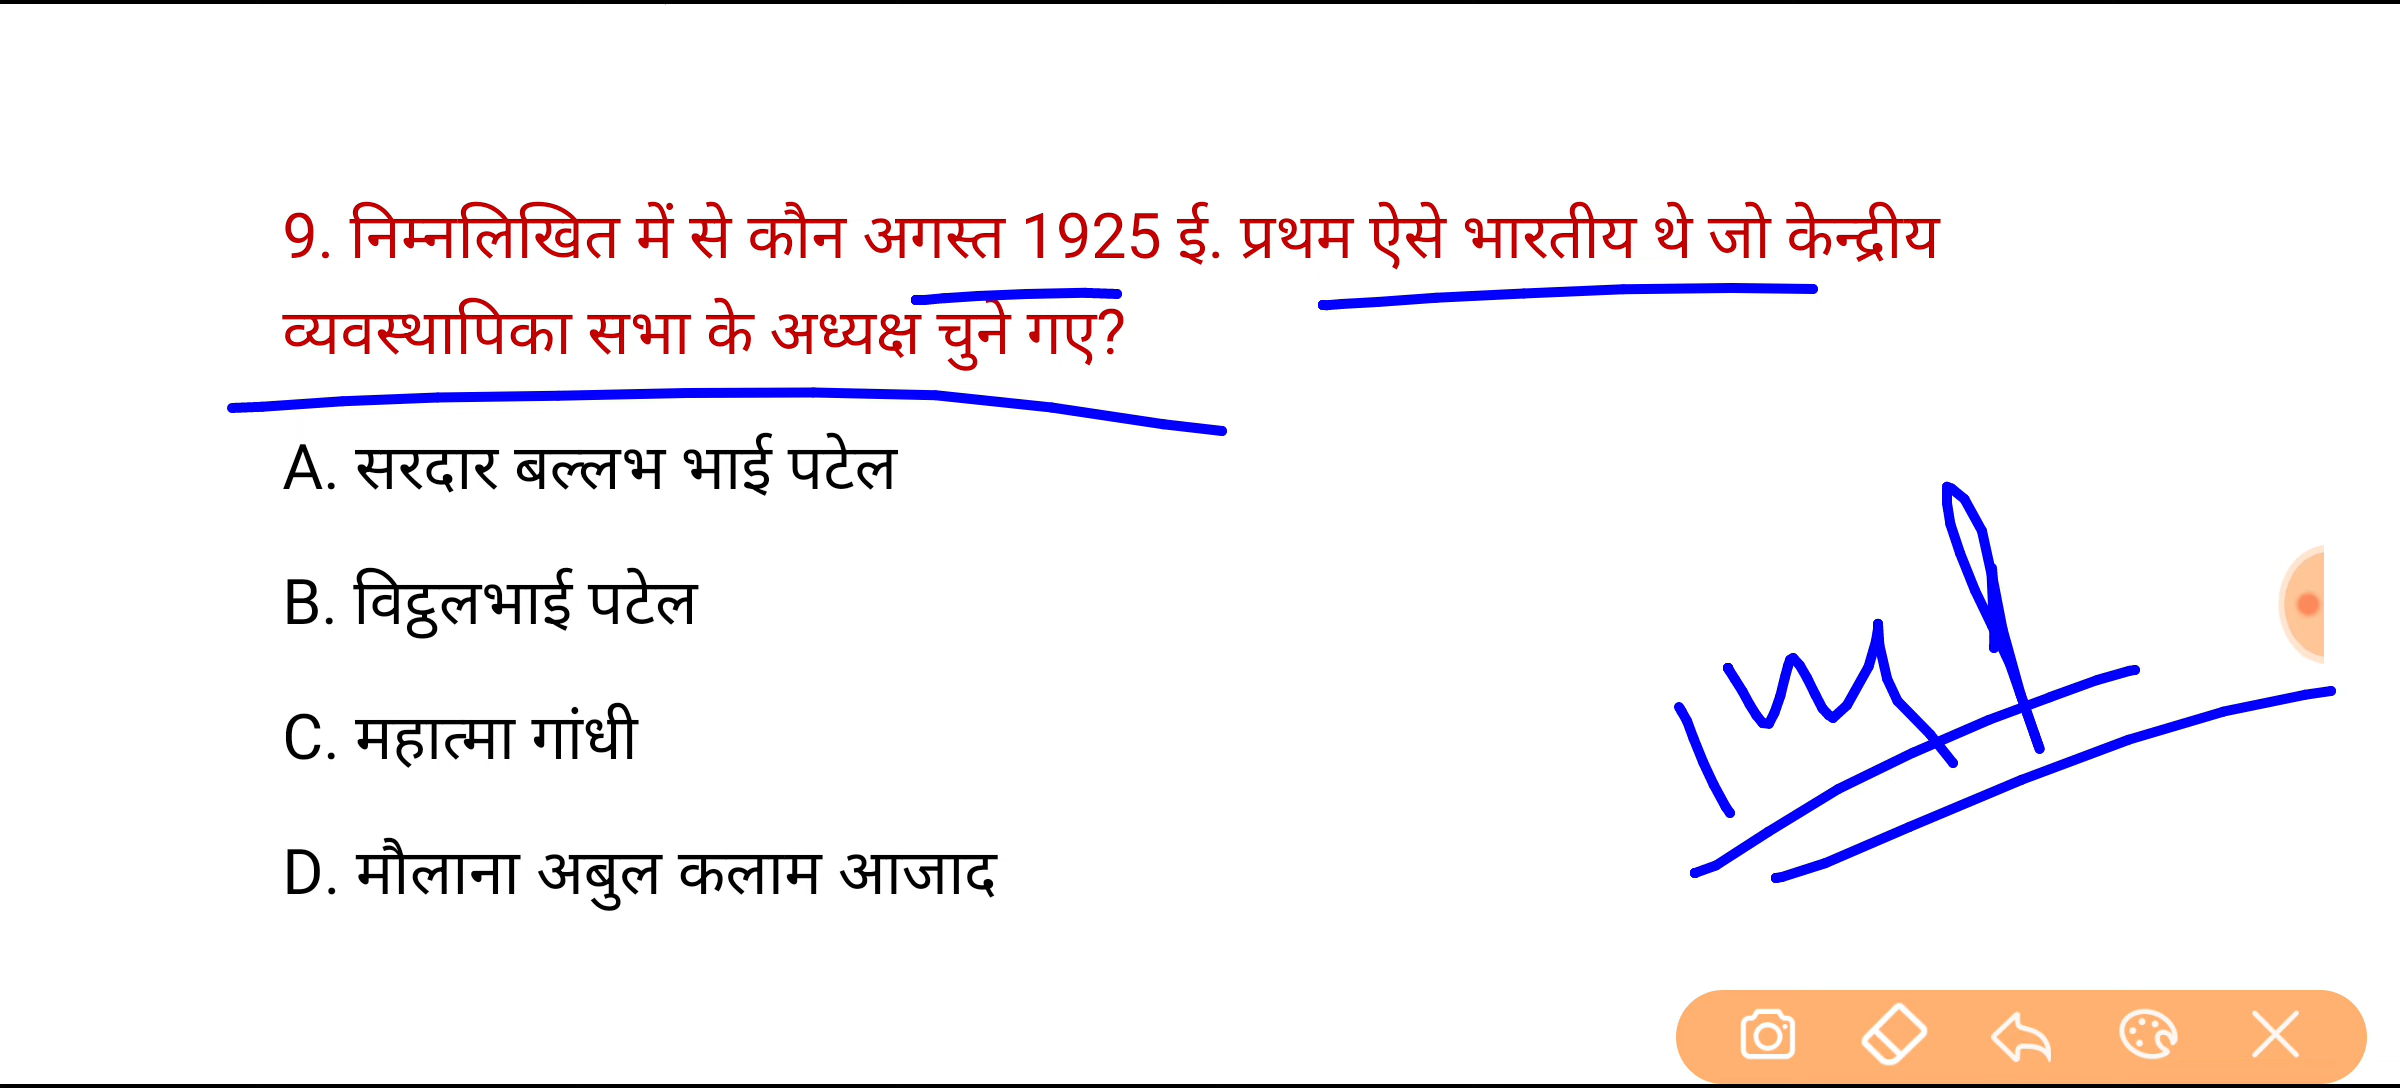 9. निम्नलिखित में से कौन अगस्त 1925 ई. प्रथम ऐसे भारतीय थे जो केन्द्रीय
व्यवस्थापिका सभा के अध्यक्ष चुने गए?
A. सरदार बल्लभ भाई पटेल
B. विट्ठलभाई पटेल
C. महात्मा गांधी
D. मौलाना अबुल कलाम आजाद